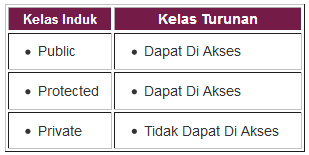 Kelas Induk Kelas Turunan
• Public • Dapat Di Akses
• Protected • Dapat Di Akses
• Private • Tidak Dapat Di Akses